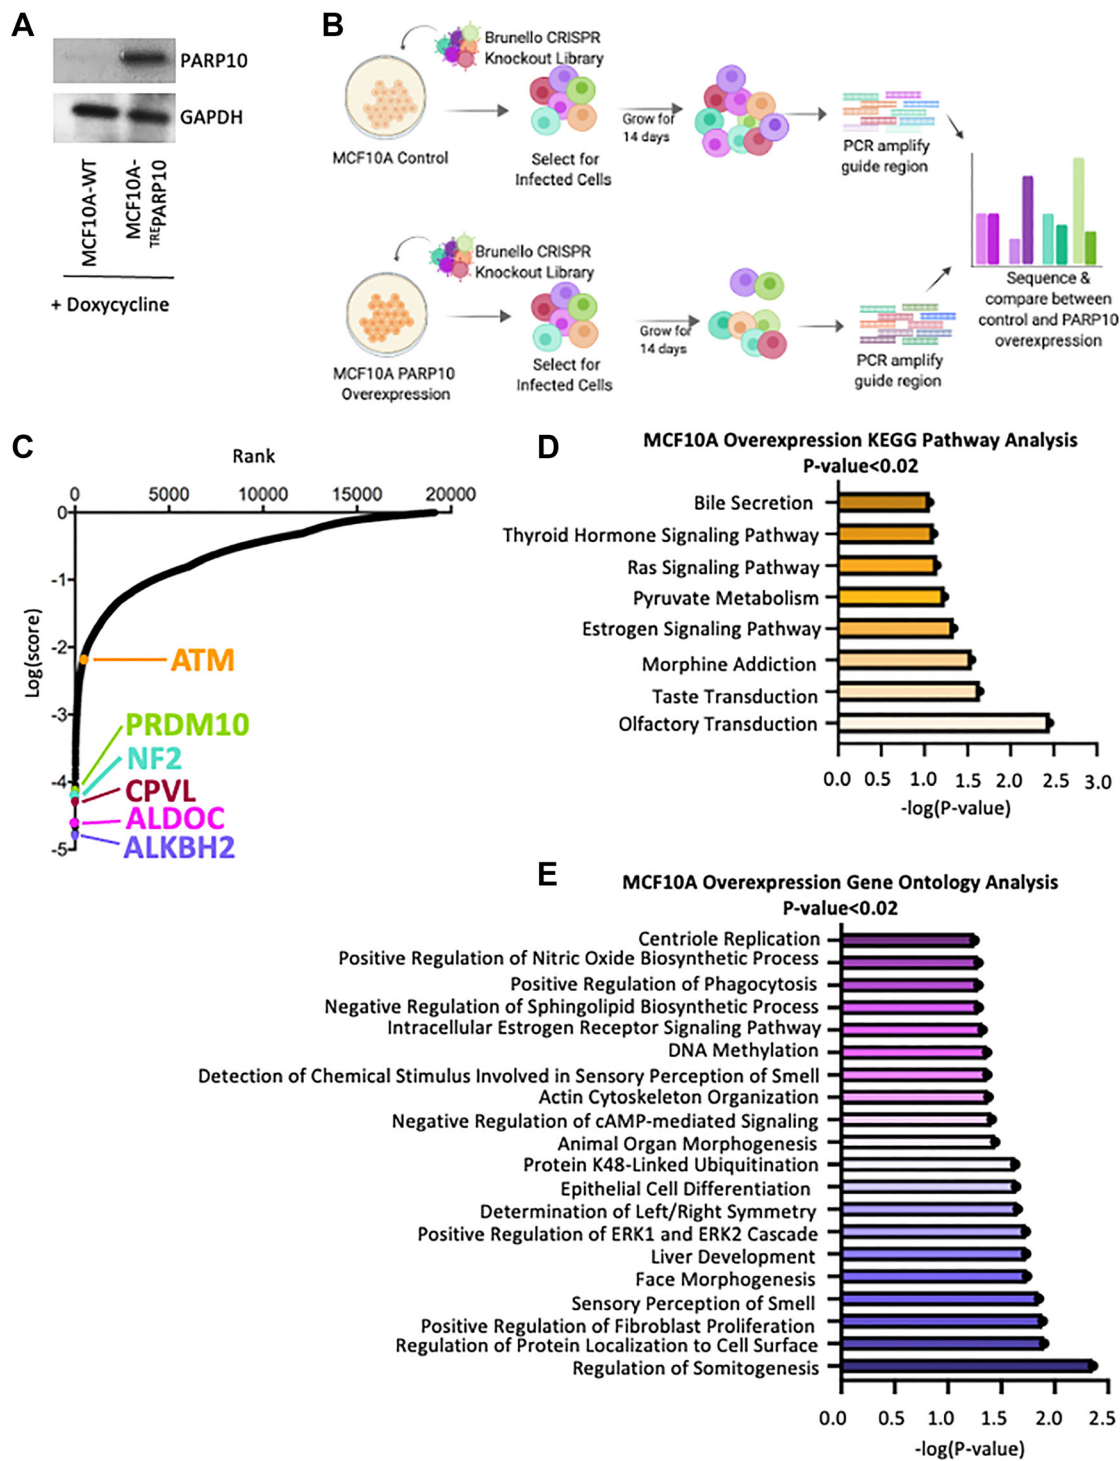 A
PARP10
GAPDH
MCF10A-WT
MCF10A-
TREPARP10
+ Doxycycline
B
Brunello CRISPR
Knockout Library
MCF10A Control
Select for
Infected Cells
Grow for
14 days
PCR amplify
guide region
Brunello CRISPR
Knockout Library
MCF10A PARP10
Overexpression
Select for
Infected Cells
Grow for
14 days
PCR amplify
guide region
Sequence &
compare between
control and PARP10
overexpression
C
Rank
0 5000 10000 15000 20000
0
-1
-2
-3
-4
-5
Log(score)
ATM
PRDM10
NF2
CPVL
ALDOC
ALKBH2
D
MCF10A Overexpression KEGG Pathway Analysis
P-value<0.02
Bile Secretion
Thyroid Hormone Signaling Pathway
Ras Signaling Pathway
Pyruvate Metabolism
Estrogen Signaling Pathway
Morphine Addiction
Taste Transduction
Olfactory Transduction
0.0 0.5 1.0 1.5 2.0 2.5 3.0
-log(P-value)
E
MCF10A Overexpression Gene Ontology Analysis
P-value<0.02
Centriole Replication
Positive Regulation of Nitric Oxide Biosynthetic Process
Positive Regulation of Phagocytosis
Negative Regulation of Sphingolipid Biosynthetic Process
Intracellular Estrogen Receptor Signaling Pathway
DNA Methylation
Detection of Chemical Stimulus Involved in Sensory Perception of Smell
Actin Cytoskeleton Organization
Negative Regulation of cAMP-mediated Signaling
Animal Organ Morphogenesis
Protein K48-Linked Ubiquitination
Epithelial Cell Differentiation
Determination of Left/Right Symmetry
Positive Regulation of ERK1 and ERK2 Cascade
Liver Development
Face Morphogenesis
Sensory Perception of Smell
Positive Regulation of Fibroblast Proliferation
Regulation of Protein Localization to Cell Surface
Regulation of Somitogenesis
0.0 0.5 1.0 1.5 2.0 2.5
-log(P-value)